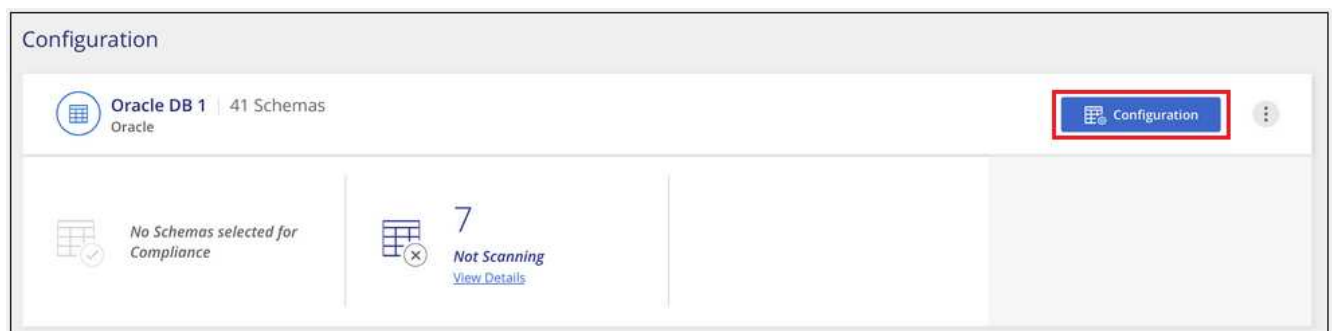 Configuration
Oracle DB 1 | 41 Schemas
Oracle
Configuration
No Schemas selected for
Compliance
7
Not Scanning
View Details